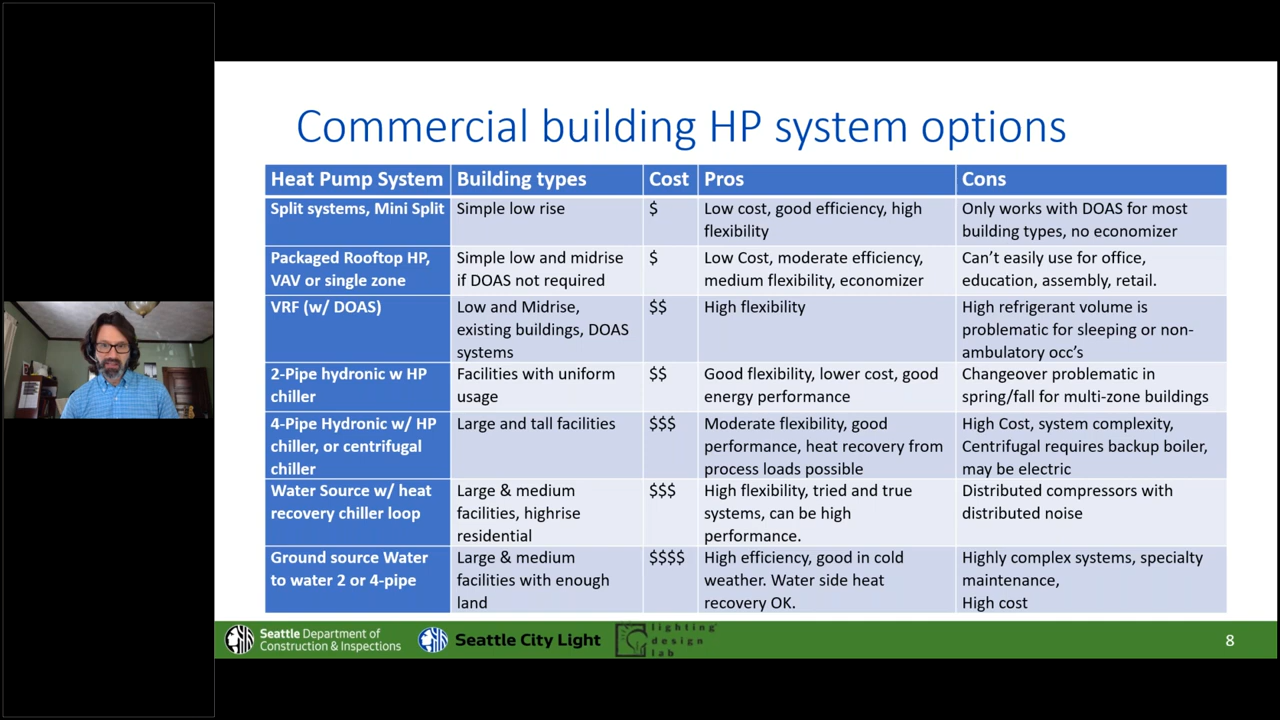 Commercial building HP system options
Heat Pump System Building types Cost Pros Cons
Split systems, Mini Split
Simple low rise
$
Low cost, good efficiency, high
flexibility
Only works with DOAS for most
building types, no economizer
Packaged Rooftop HP,
VAV or single zone
Simple low and midrise
if DOAS not required
$
Low Cost, moderate efficiency,
medium flexibility, economizer
Can't easily use for office,
education, assembly, retail.
VRF (w/ DOAS)
Low and Midrise,
existing buildings, DOAS
systems
$$
High flexibility
High refrigerant volume is
problematic for sleeping or non-
ambulatory occ's
2-Pipe hydronic w HP
chiller
Facilities with uniform
usage
$$
Good flexibility, lower cost, good
energy performance
Changeover problematic in
spring/fall for multi-zone buildings
4-Pipe Hydronic w/ HP
chiller, or centrifugal
chiller
Large and tall facilities
$$$
Moderate flexibility, good
performance, heat recovery from
process loads possible
High Cost, system complexity,
Centrifugal requires backup boiler,
may be electric
Water Source w/ heat
recovery chiller loop
Large & medium
facilities, highrise
residential
$$$
High flexibility, tried and true
systems, can be high
performance.
Distributed compressors with
distributed noise
Ground source Water
to water 2 or 4-pipe
Large & medium
facilities with enough
land
$$$$
High efficiency, good in cold
weather. Water side heat
recovery OK.
Highly complex systems, specialty
maintenance,
High cost
Seattle Department of
Construction & Inspections
Seattle City Light
lighting
design
lab
8